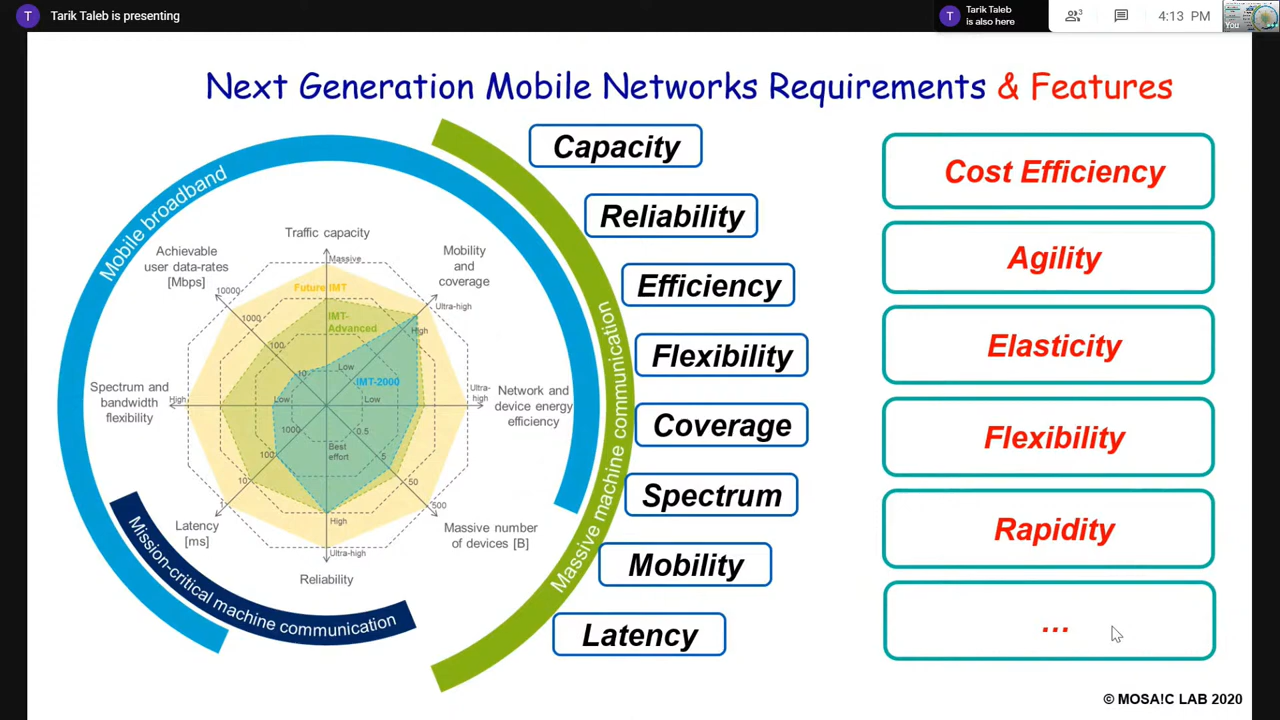 T Tarik Taleb is presenting
T Tarik Taleb
is also here
3
4:13 PM
You
Next Generation Mobile Networks Requirements & Features
Mobile broadband
Massive machine communication
Mission-critical machine communication
Traffic capacity
Massive
Mobility
and
coverage
Ultra-high
High
Low
Achievable
user data-rates
[Mbps]
10000
1000
100
10
Future IMT
IMT-
Advanced
IMT-2000
Spectrum and
bandwidth
flexibility
High
Low
Low
Ultra-
high
Network and
device energy
efficiency
1000
100
10
1
Latency
[ms]
Best
effort
High
Ultra-high
Reliability
0.5
5
50
500
Massive number
of devices [B]
Capacity
Reliability
Efficiency
Flexibility
Coverage
Spectrum
Mobility
Latency
Cost Efficiency
Agility
Elasticity
Flexibility
Rapidity
...
© MOSA!C LAB 2020